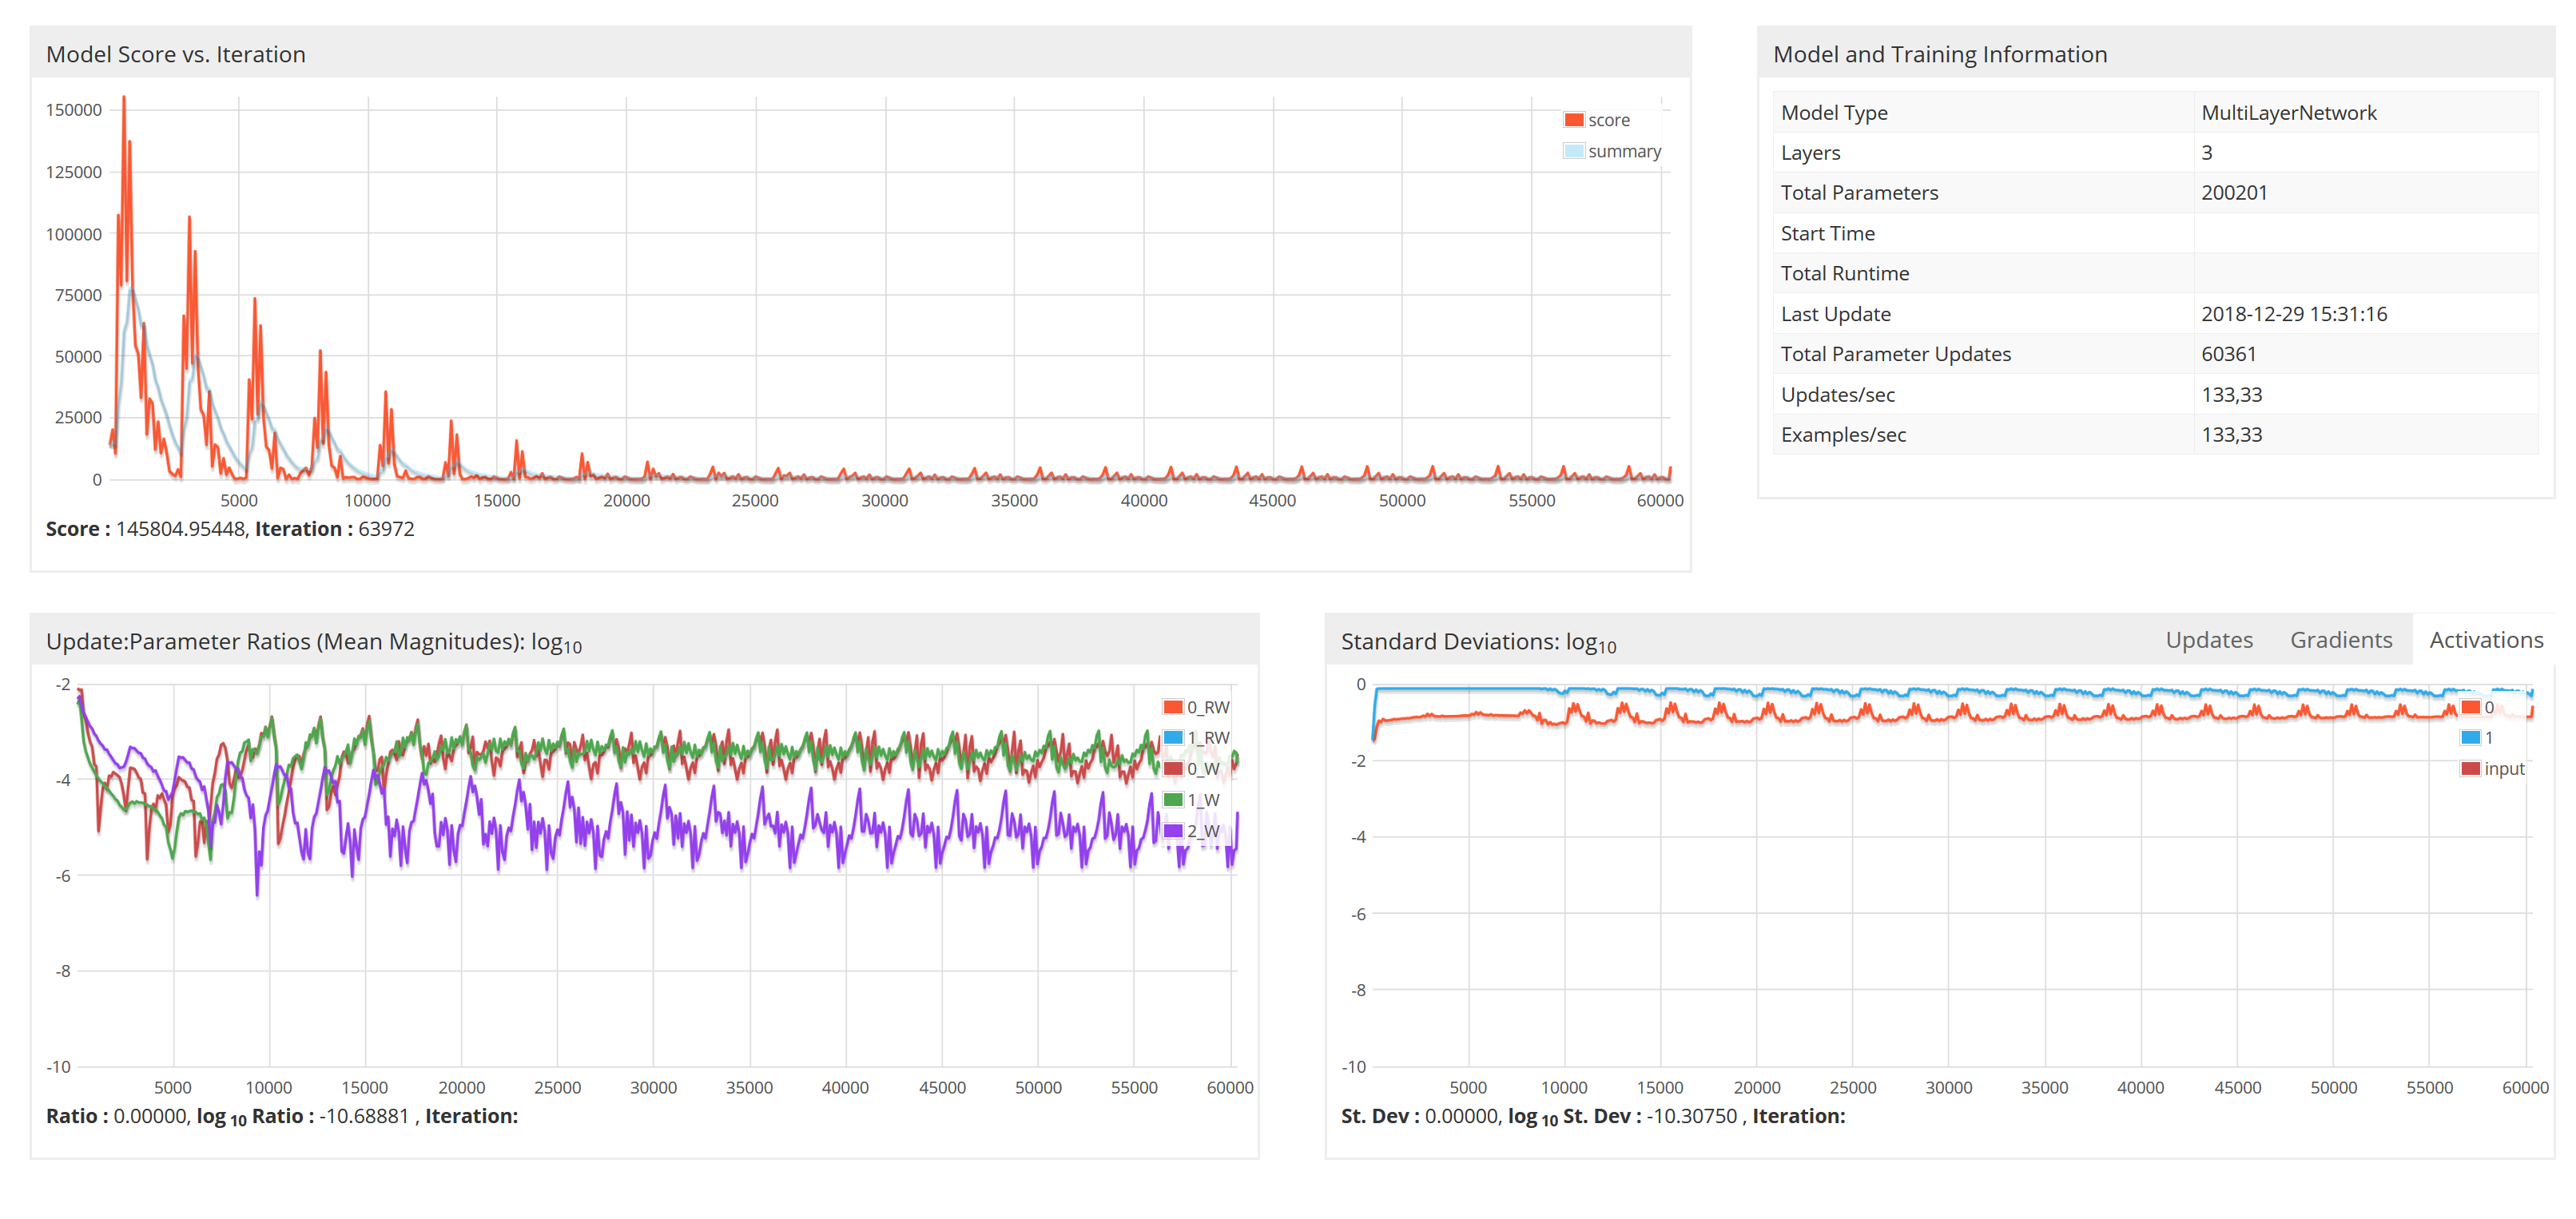 Model Score vs. Iteration
150000
125000
100000
75000
50000
25000
0
5000 10000 15000 20000 25000 30000 35000 40000 45000 50000 55000 60000
score
summary
Score : 145804.95448, Iteration : 63972
Model and Training Information
Model Type MultiLayerNetwork
Layers 3
Total Parameters 200201
Start Time
Total Runtime
Last Update 2018-12-29 15:31:16
Total Parameter Updates 60361
Updates/sec 133,33
Examples/sec 133,33
Update:Parameter Ratios (Mean Magnitudes): log10
-2
-4
-6
-8
-10
5000 10000 15000 20000 25000 30000 35000 40000 45000 50000 55000 60000
0_RW
1_RW
0_W
1_W
2_W
Ratio : 0.00000, log 10 Ratio : -10.68881 , Iteration:
Standard Deviations: log10
Updates Gradients Activations
0
-2
-4
-6
-8
-10
5000 10000 15000 20000 25000 30000 35000 40000 45000 50000 55000 60000
0
1
input
St. Dev : 0.00000, log 10 St. Dev : -10.30750 , Iteration: